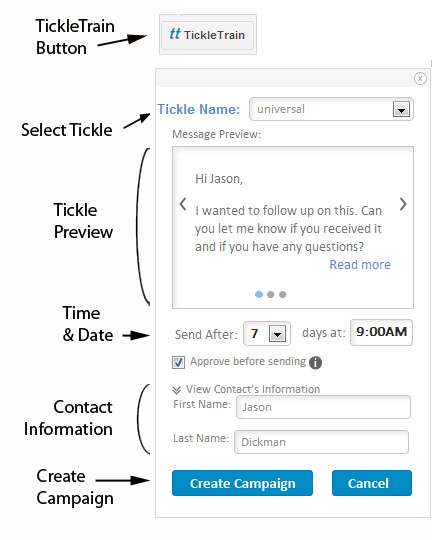 TickleTrain
Button
tt TickleTrain
x
Select Tickle
Tickle Name: universal
Message Preview:
Tickle
Preview
Hi Jason,
I wanted to follow up on this. Can
you let me know if you received it
and if you have any questions?
Read more
Time
& Date
Send After: 7 days at: 9:00AM
Approve before sending i
Contact
Information
View Contact's Information
First Name: Jason
Last Name: Dickman
Create
Campaign
Create Campaign Cancel